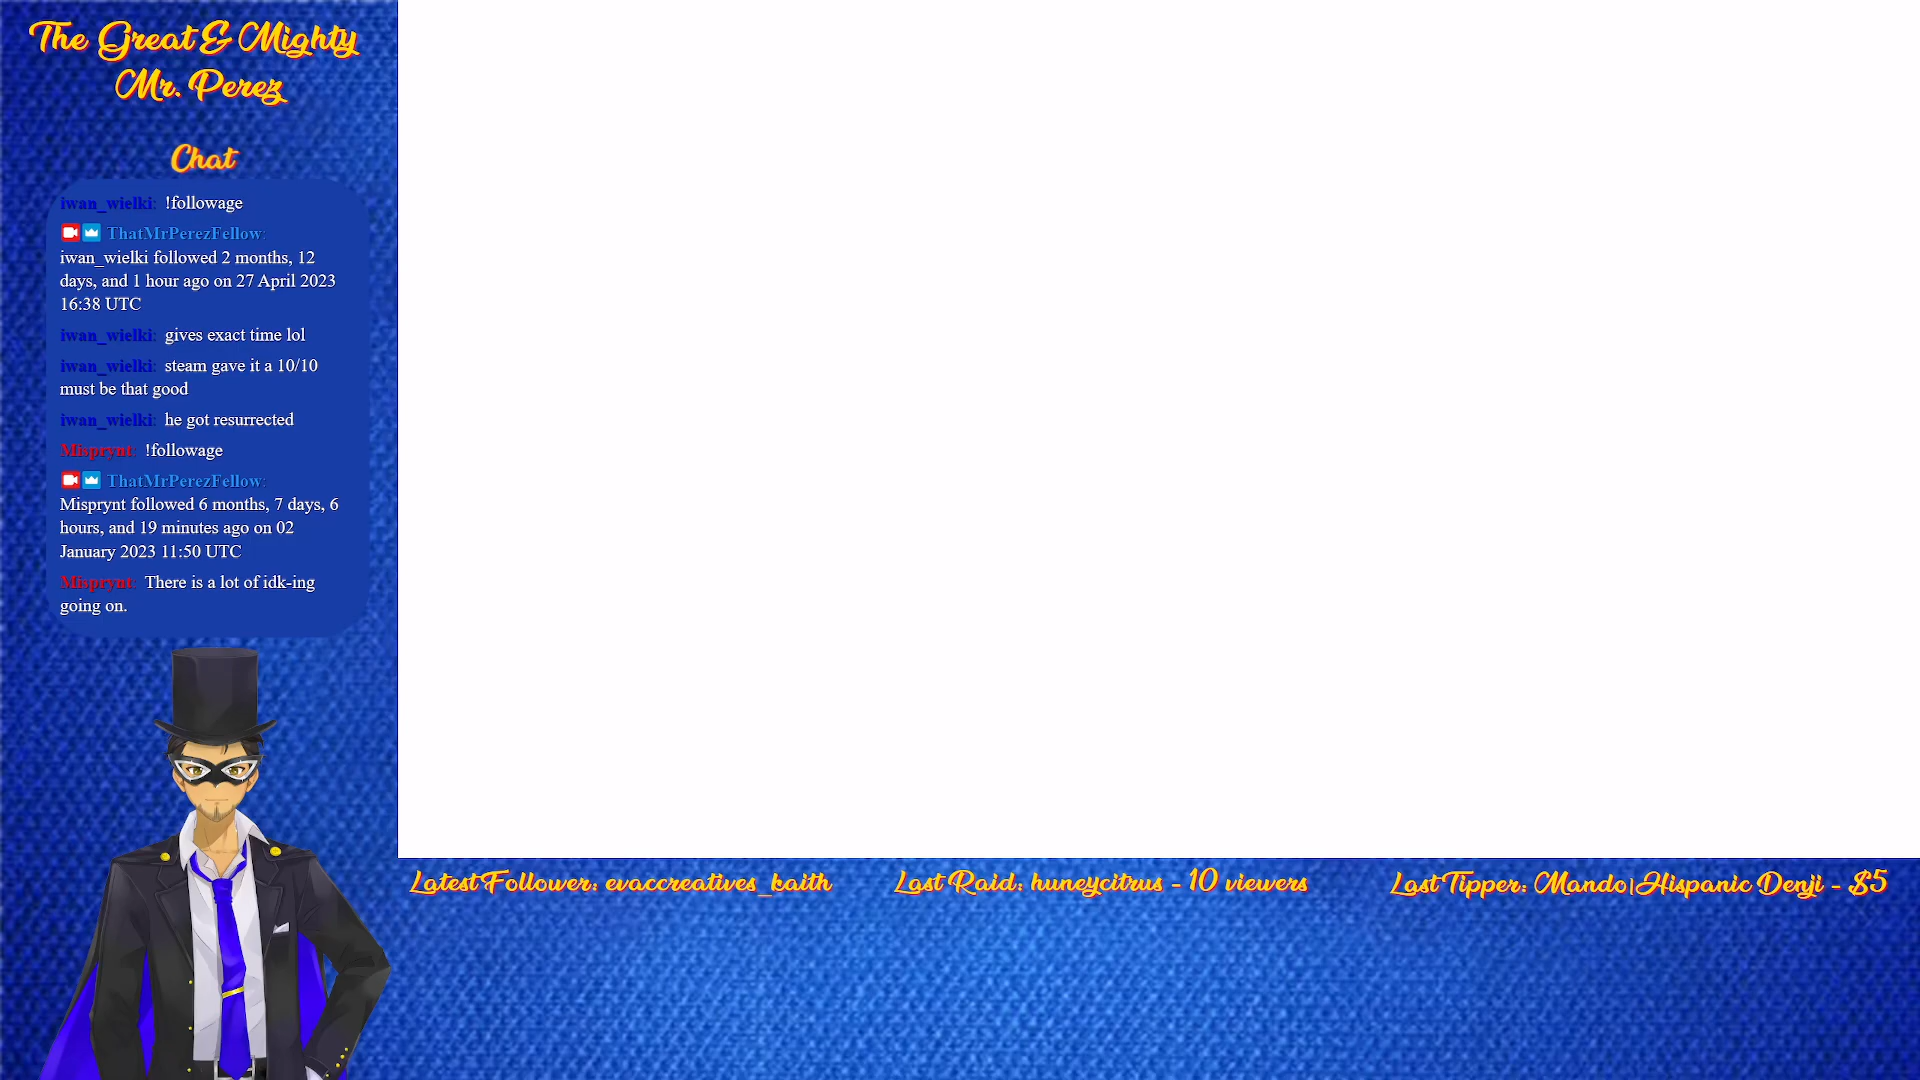 The Great & Mighty
Mr. Perez
Chat
iwan_wielki: !followage
ThatMrPerezFellow:
iwan_wielki followed 2 months, 12
days, and 1 hour ago on 27 April 2023
16:38 UTC
iwan_wielki: gives exact time lol
iwan_wielki: steam gave it a 10/10
must be that good
iwan_wielki: he got resurrected
Misprynt: !followage
ThatMrPerezFellow:
Misprynt followed 6 months, 7 days, 6
hours, and 19 minutes ago on 02
January 2023 11:50 UTC
Misprynt: There is a lot of idk-ing
going on.
Latest Follower: evaccreatives_kaith
Last Raid: huneycitrus - 10 viewers
Last Tipper: Mando|Hispanic Denji - $5